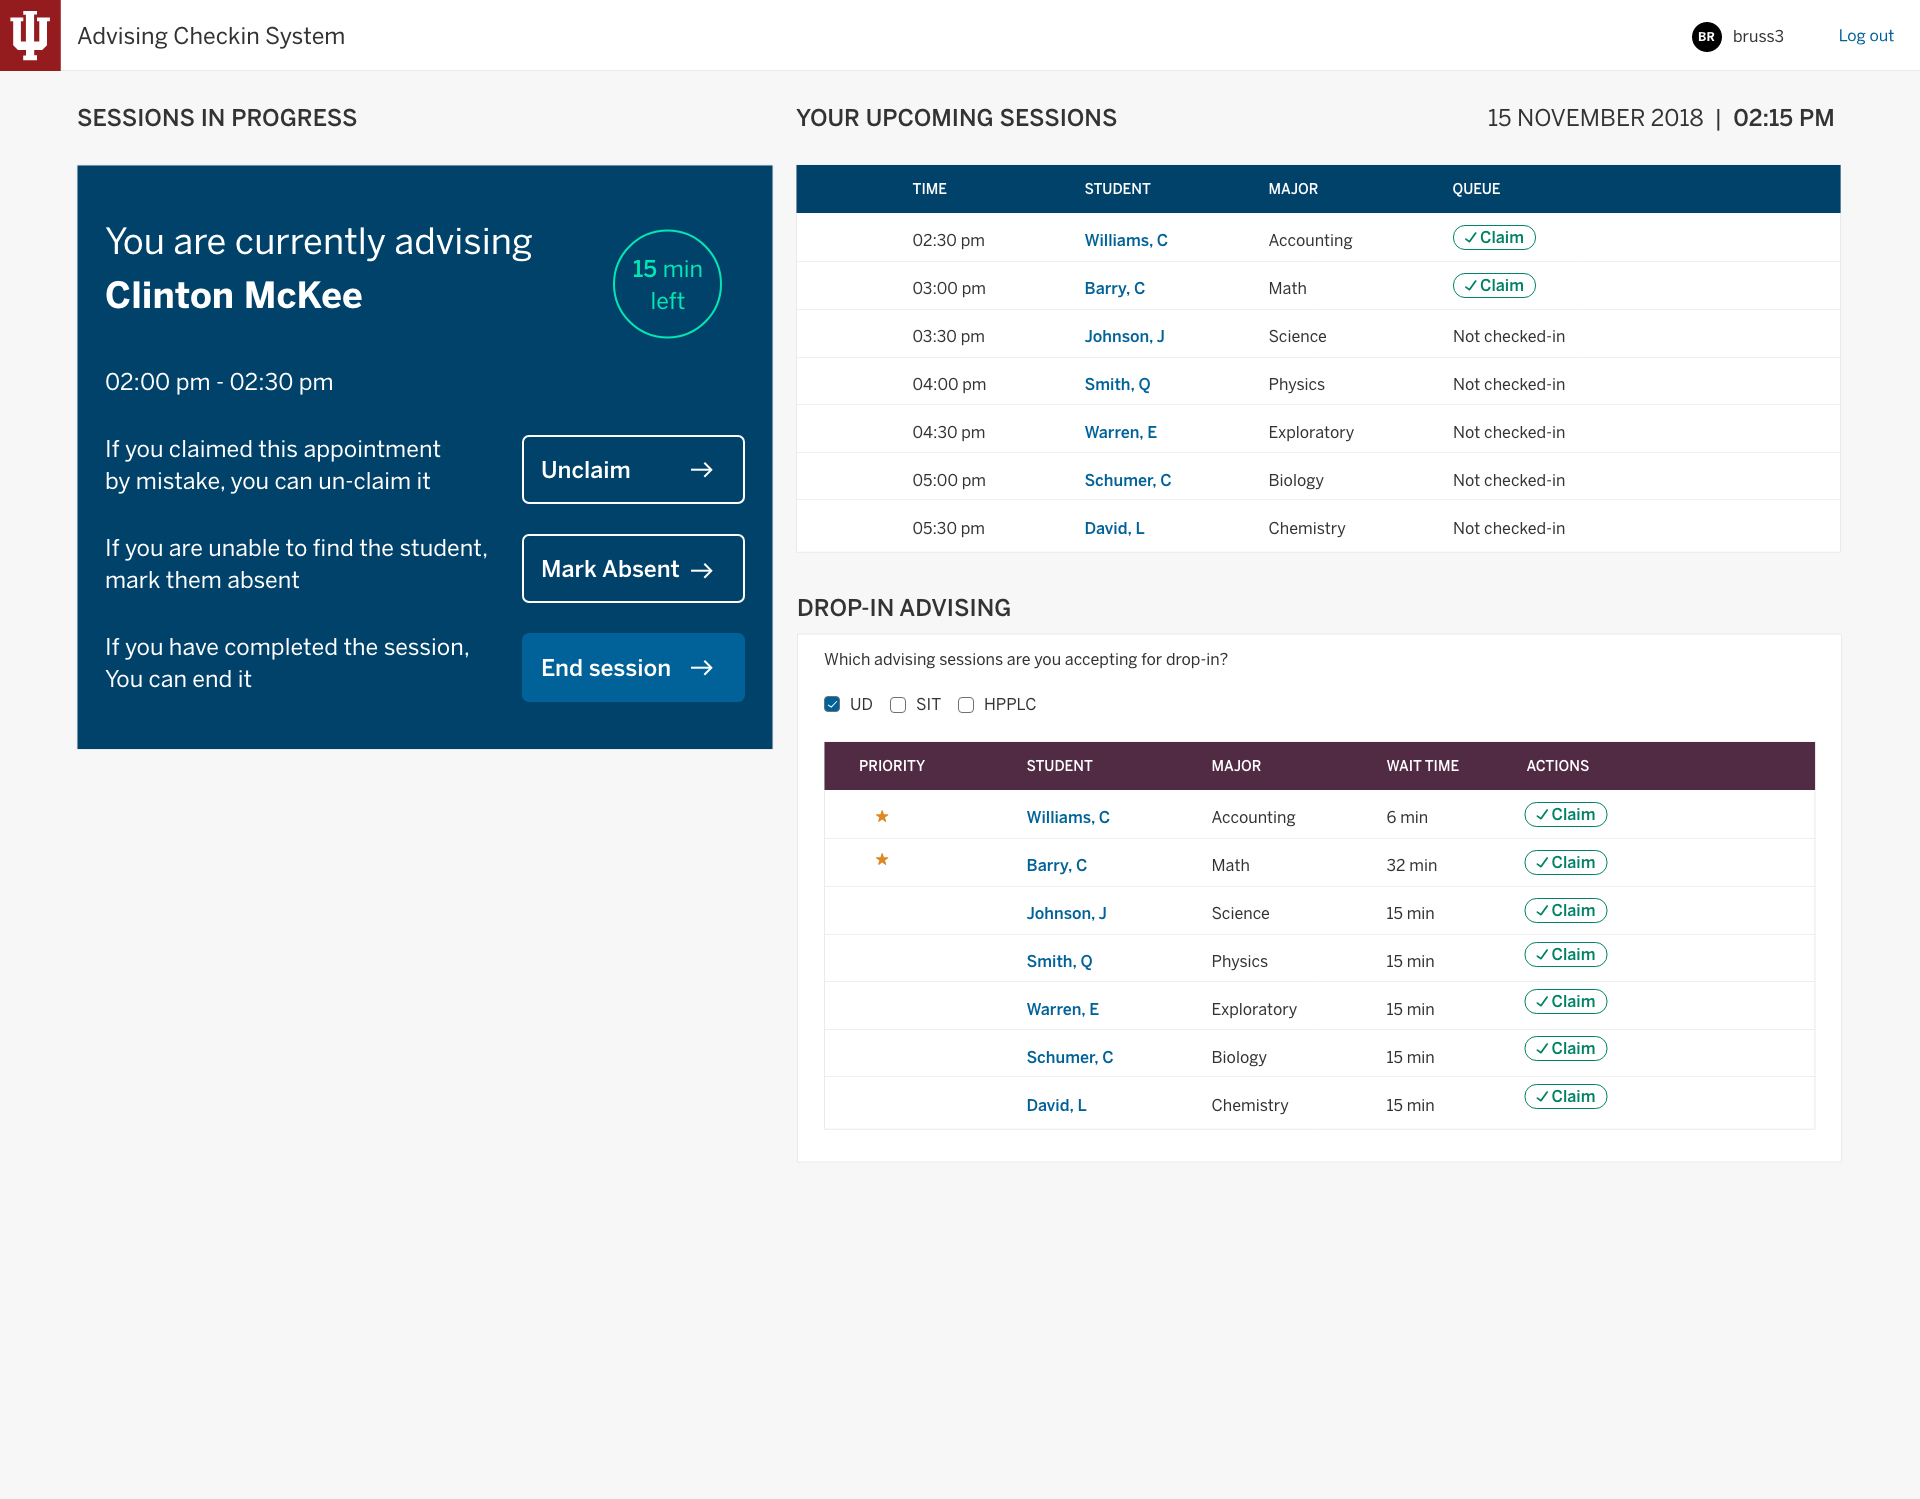 Advising Checkin System
BR bruss3 Log out
SESSIONS IN PROGRESS
You are currently advising
Clinton McKee
15 min
left
02:00 pm - 02:30 pm
If you claimed this appointment
by mistake, you can un-claim it
Unclaim
If you are unable to find the student,
mark them absent
Mark Absent
If you have completed the session,
You can end it
End session
YOUR UPCOMING SESSIONS
15 NOVEMBER 2018 | 02:15 PM
TIME STUDENT MAJOR QUEUE
02:30 pm Williams, C Accounting Claim
03:00 pm Barry, C Math Claim
03:30 pm Johnson, J Science Not checked-in
04:00 pm Smith, Q Physics Not checked-in
04:30 pm Warren, E Exploratory Not checked-in
05:00 pm Schumer, C Biology Not checked-in
05:30 pm David, L Chemistry Not checked-in
DROP-IN ADVISING
Which advising sessions are you accepting for drop-in?
UD SIT HPPLC
PRIORITY STUDENT MAJOR WAIT TIME ACTIONS
Williams, C Accounting 6 min Claim
Barry, C Math 32 min Claim
Johnson, J Science 15 min Claim
Smith, Q Physics 15 min Claim
Warren, E Exploratory 15 min Claim
Schumer, C Biology 15 min Claim
David, L Chemistry 15 min Claim